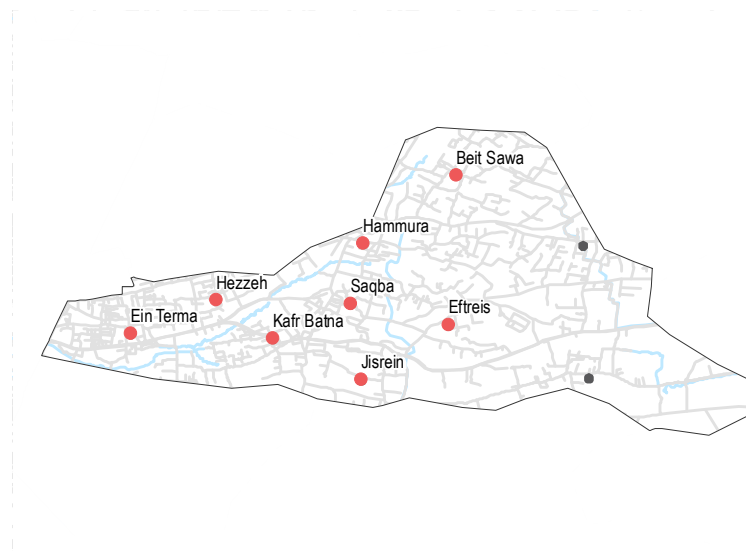 Beit Sawa
Hammura
Hezzeh
Saqba
Ein Terma
Kafr Batna
Eftreis
Jisrein